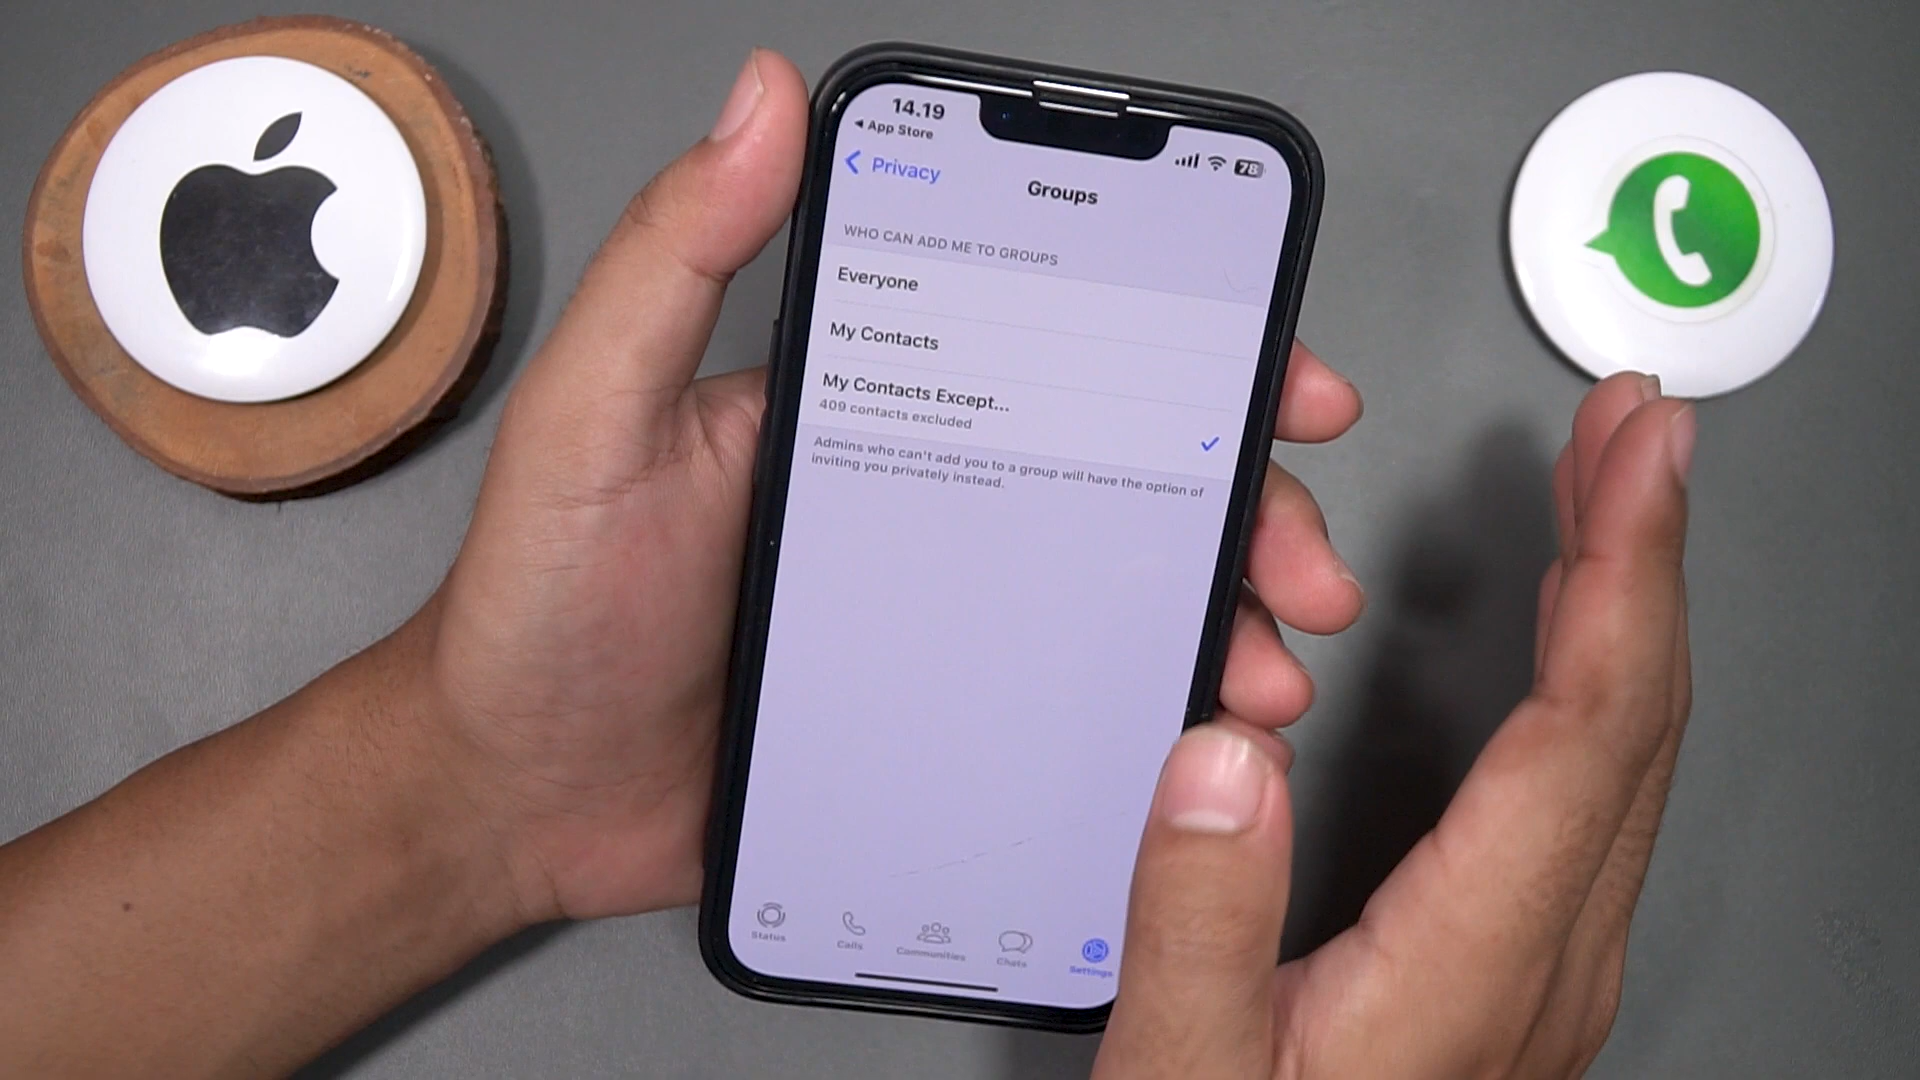 14.19
App Store
78
Privacy
Groups
WHO CAN ADD ME TO GROUPS
Everyone
My Contacts
My Contacts Except...
409 contacts excluded
Admins who can't add you to a group will have the option of
inviting you privately instead.
Status
Calls
Communities
Chats
Settings